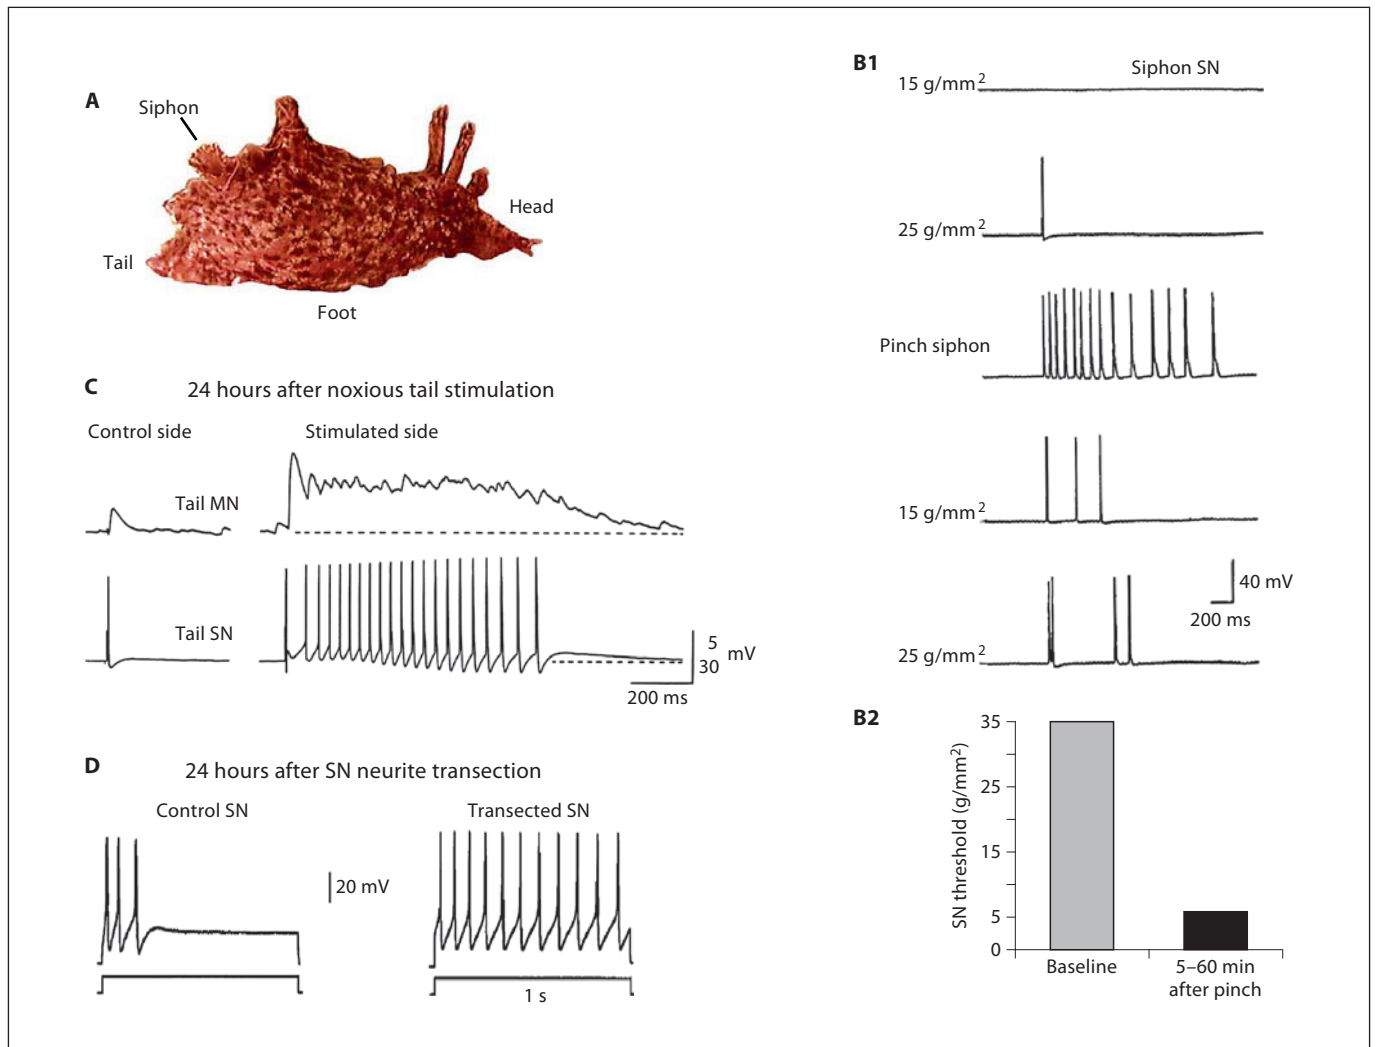 A
Siphon
Head
Tail
Foot
B1
Siphon SN
15 g/mm2
25 g/mm2
Pinch siphon
15 g/mm2
25 g/mm2
40 mV
200 ms
C
24 hours after noxious tail stimulation
Control side
Stimulated side
Tail MN
Tail SN
5
30
mV
200 ms
D
24 hours after SN neurite transection
Control SN
Transected SN
20 mV
1 s
B2
SN threshold (g/mm2)
35
25
15
5
0
Baseline
5–60 min
after pinch